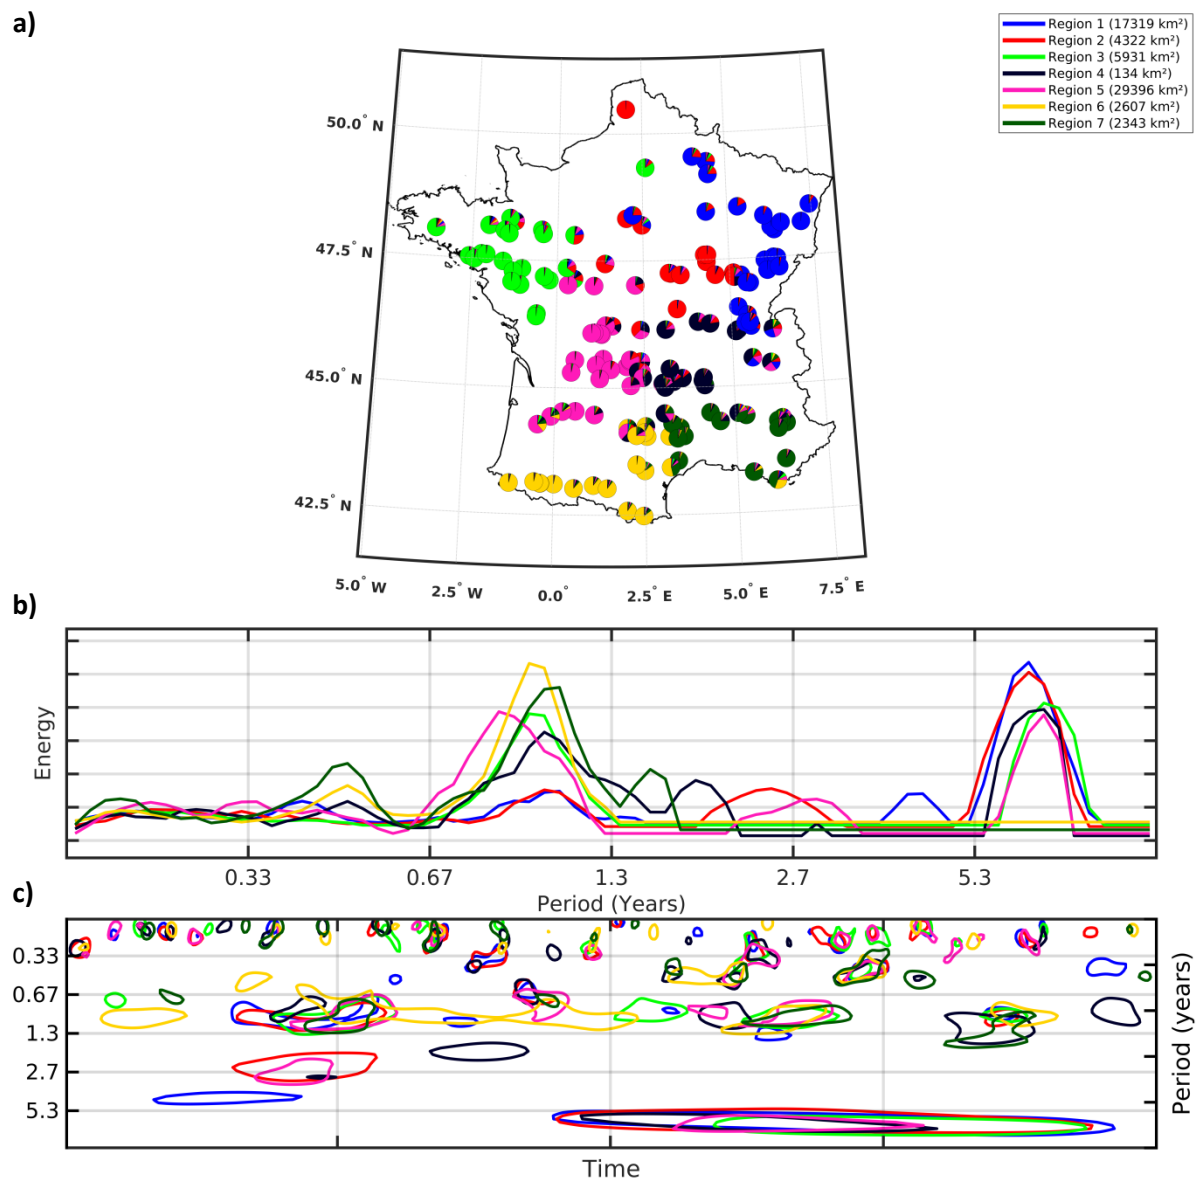 a)
Region 1 (17319 km²)
Region 2 (4322 km²)
Region 3 (5931 km²)
Region 4 (134 km²)
Region 5 (29396 km²)
Region 6 (2607 km²)
Region 7 (2343 km²)
50.0° N
47.5° N
45.0° N
42.5° N
5.0° W
2.5° W
0.0°
2.5° E
5.0° E
7.5° E
b)
Energy
0.33
0.67
1.3
2.7
5.3
Period (Years)
c)
0.33
0.67
1.3
2.7
5.3
Period (years)
Time